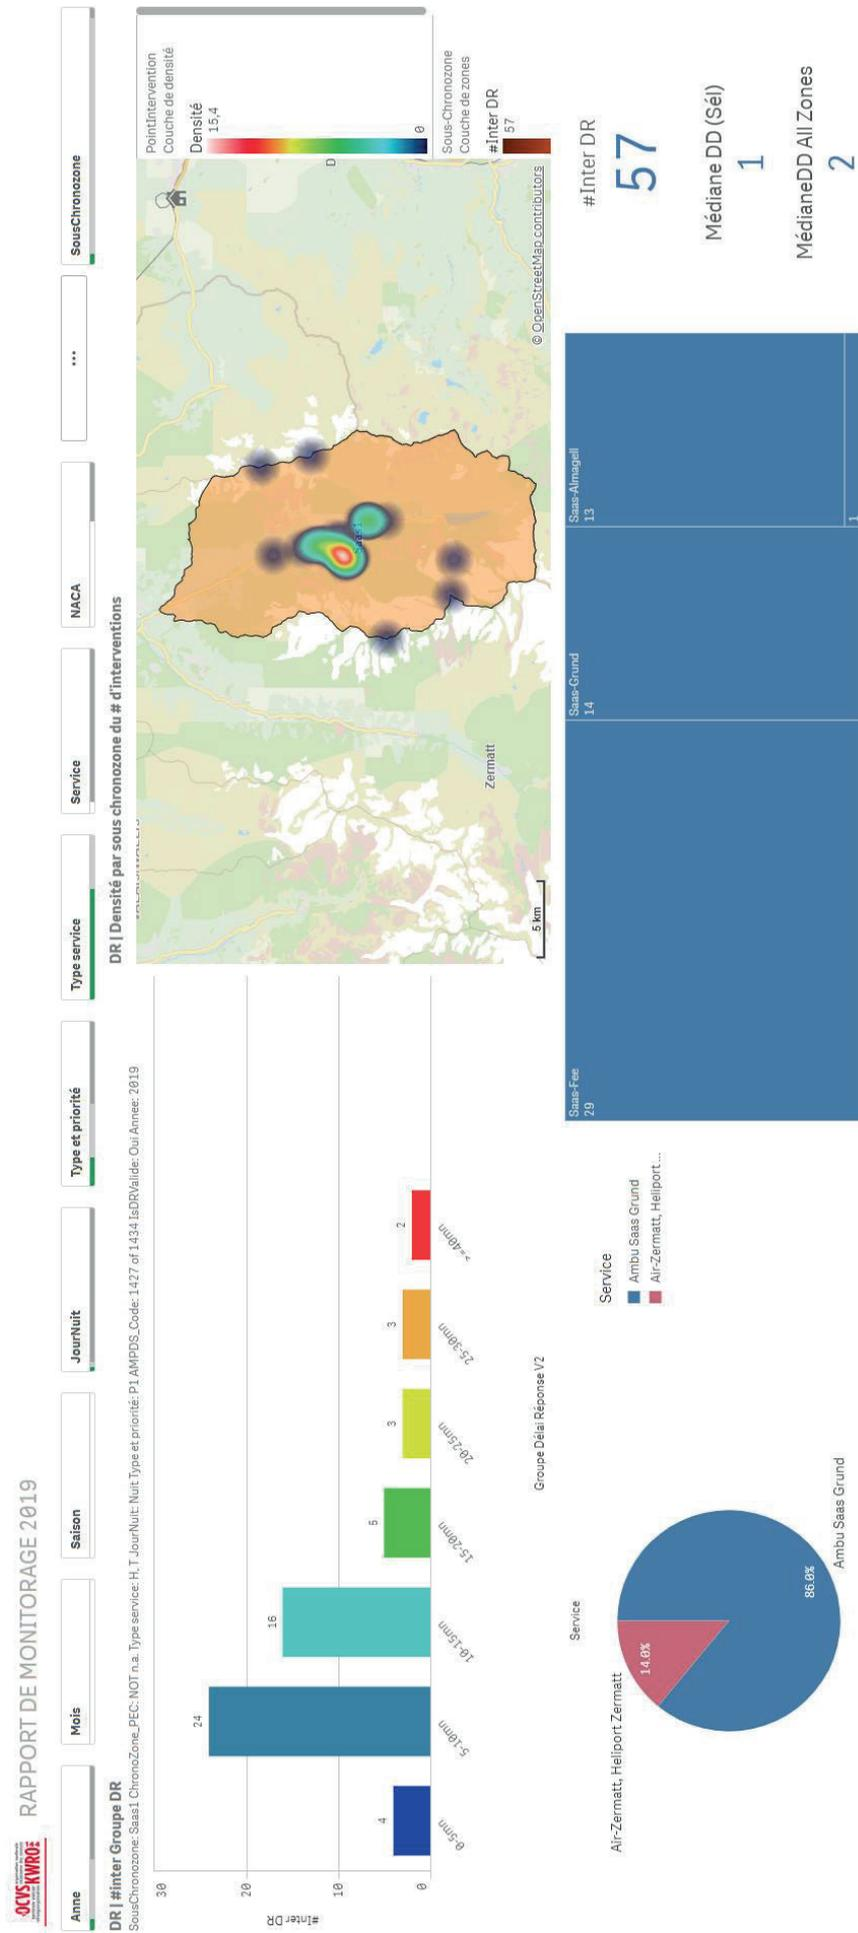 OCVS
KWRO
RAPPORT DE MONITORAGE 2019
Anne
Mois
Saison
JourNuit
Type et priorité
Type service
Service
NACA
...
SousChronozone
DR | #inter Groupe DR
SousChronozone: Saas1 ChronoZone_PEC: NOT n.a. Type service: H, T JourNuit: Nuit Type et priorité: P1 AMPDS_Code: 1427 of 1434 IsDRValide: Oui Annee: 2019
#Inter DR
30
20
10
0
4
24
16
5
3
3
2
0-5mn
5-10mn
10-15mn
15-20mn
20-25mn
25-30mn
>=40mn
Groupe Délai Réponse V2
DR | Densité par sous chronozone du # d'interventions
Zermatt
Saas1
D
5 km
© OpenStreetMap contributors
PointIntervention
Couche de densité
Densité
15,4
0
Sous-Chronozone
Couche de zones
#Inter DR
57
Service
Air-Zermatt, Heliport Zermatt
14.0%
86.0%
Ambu Saas Grund
Service
Ambu Saas Grund
Air-Zermatt, Heliport...
Saas-Fee
29
Saas-Grund
14
Saas-Almagell
13
1
#Inter DR
57
Médiane DD (Sél)
1
MédianeDD All Zones
2